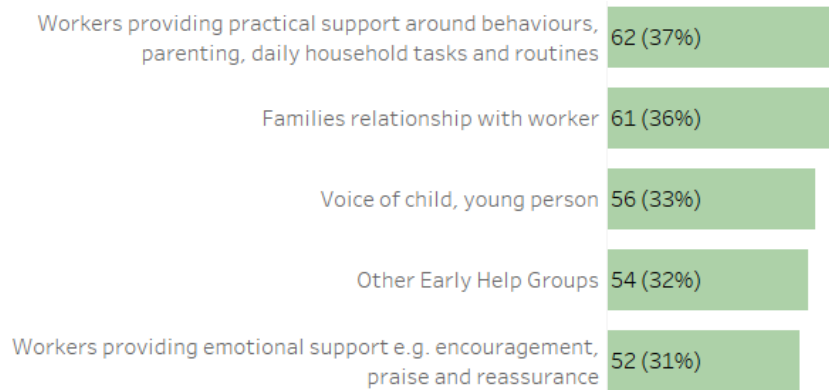 Workers providing practical support around behaviours,
parenting, daily household tasks and routines
62 (37%)
Families relationship with worker
61 (36%)
Voice of child, young person
56 (33%)
Other Early Help Groups
54 (32%)
Workers providing emotional support e.g. encouragement,
praise and reassurance
52 (31%)